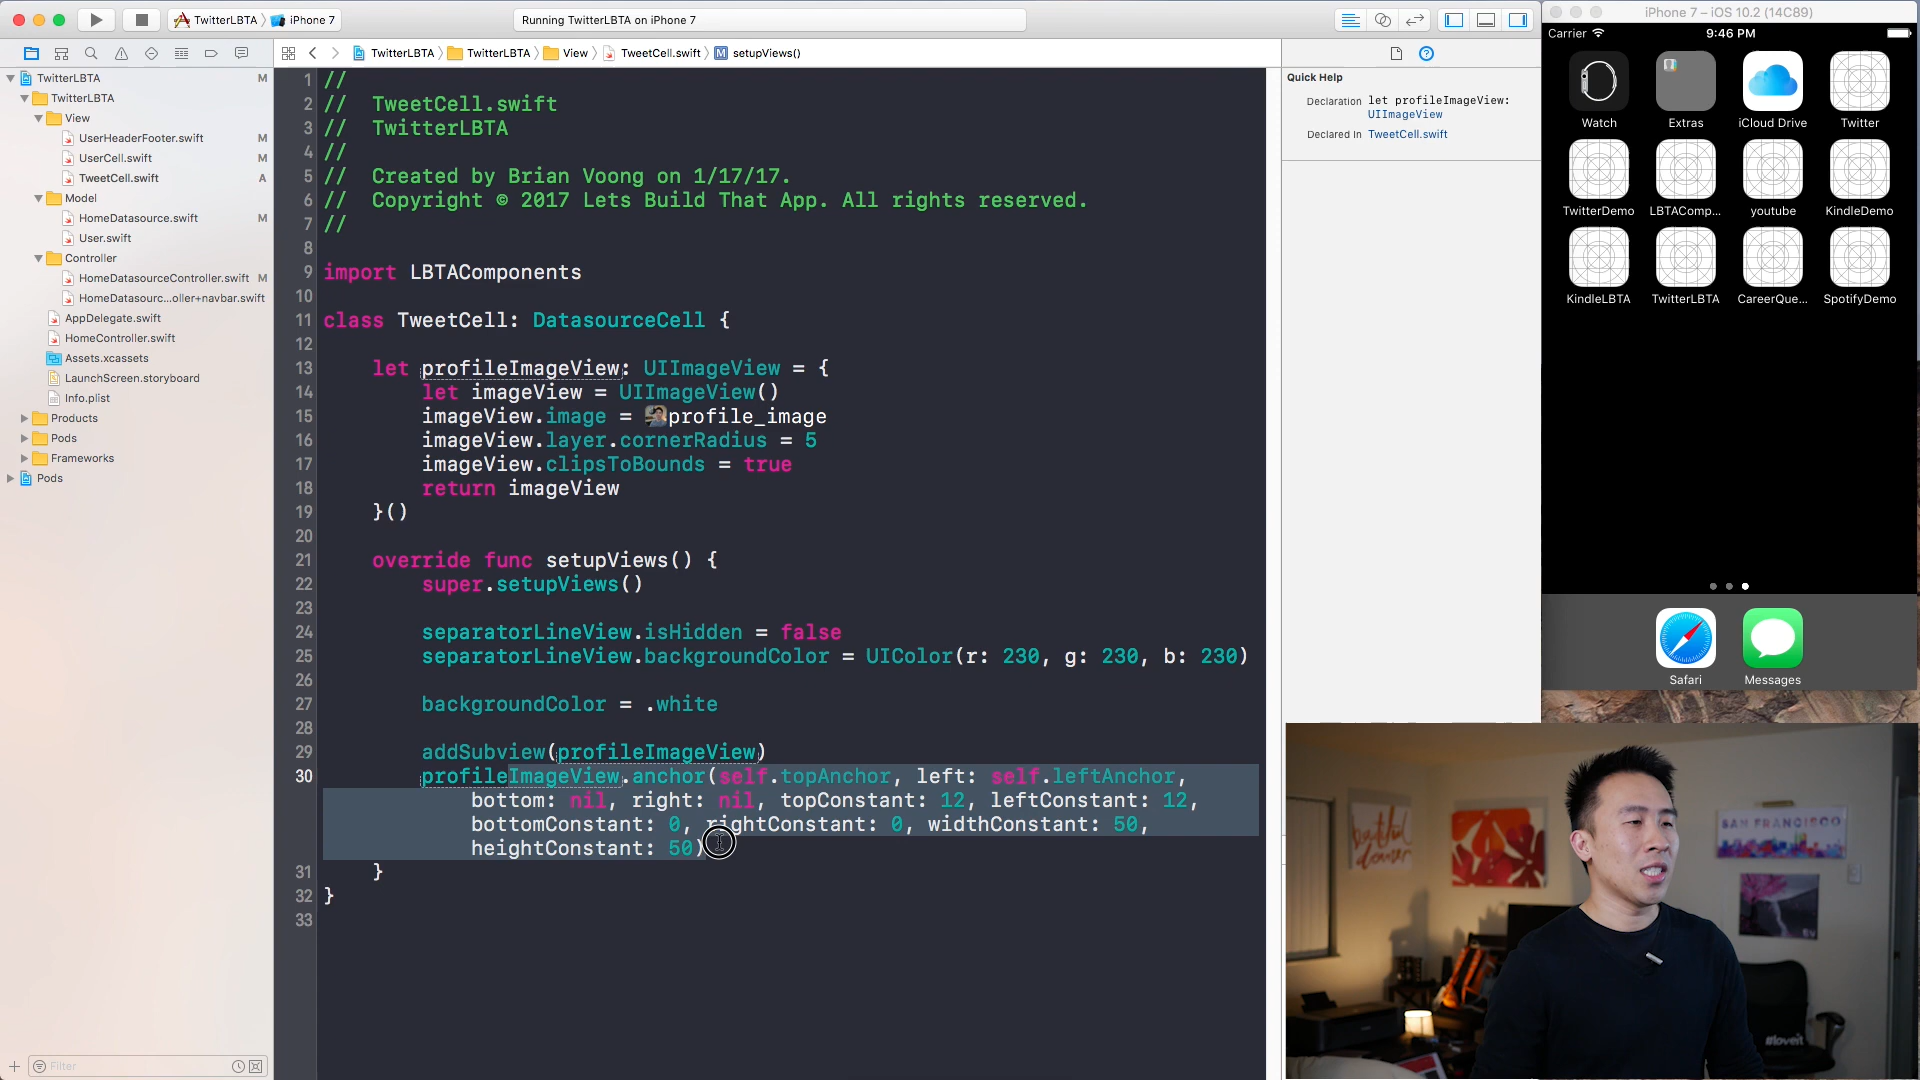 TwitterLBTA
iPhone 7
Running TwitterLBTA on iPhone 7
iPhone 7 – iOS 10.2 (14C89)
TwitterLBTA
TwitterLBTA
View
TweetCell.swift
M
setupViews()
TwitterLBTA
M
TwitterLBTA
View
UserHeaderFooter.swift
M
UserCell.swift
M
TweetCell.swift
A
Model
HomeDatasource.swift
M
User.swift
Controller
HomeDatasourceController.swift
M
HomeDatasourc...oller+navbar.swift
AppDelegate.swift
HomeController.swift
Assets.xcassets
LaunchScreen.storyboard
Info.plist
Products
Pods
Frameworks
Pods
Filter
1 //
2 //  TweetCell.swift
3 //  TwitterLBTA
4 //
5 //  Created by Brian Voong on 1/17/17.
6 //  Copyright © 2017 Lets Build That App. All rights reserved.
7 //
8
9 import LBTAComponents
10
11 class TweetCell: DatasourceCell {
12
13     let profileImageView: UIImageView = {
14         let imageView = UIImageView()
15         imageView.image = profile_image
16         imageView.layer.cornerRadius = 5
17         imageView.clipsToBounds = true
18         return imageView
19     }()
20
21     override func setupViews() {
22         super.setupViews()
23
24         separatorLineView.isHidden = false
25         separatorLineView.backgroundColor = UIColor(r: 230, g: 230, b: 230)
26
27         backgroundColor = .white
28
29         addSubview(profileImageView)
30         profileImageView.anchor(self.topAnchor, left: self.leftAnchor,
bottom: nil, right: nil, topConstant: 12, leftConstant: 12,
bottomConstant: 0, rightConstant: 0, widthConstant: 50,
heightConstant: 50)
31     }
32 }
33
Quick Help
Declaration let profileImageView:
UIImageView
Declared In TweetCell.swift
Carrier
9:46 PM
Watch
Extras
iCloud Drive
Twitter
TwitterDemo
LBTAComp...
youtube
KindleDemo
KindleLBTA
TwitterLBTA
CareerQue...
SpotifyDemo
Safari
Messages
beautiful
SAN FRANCISCO
#loveit